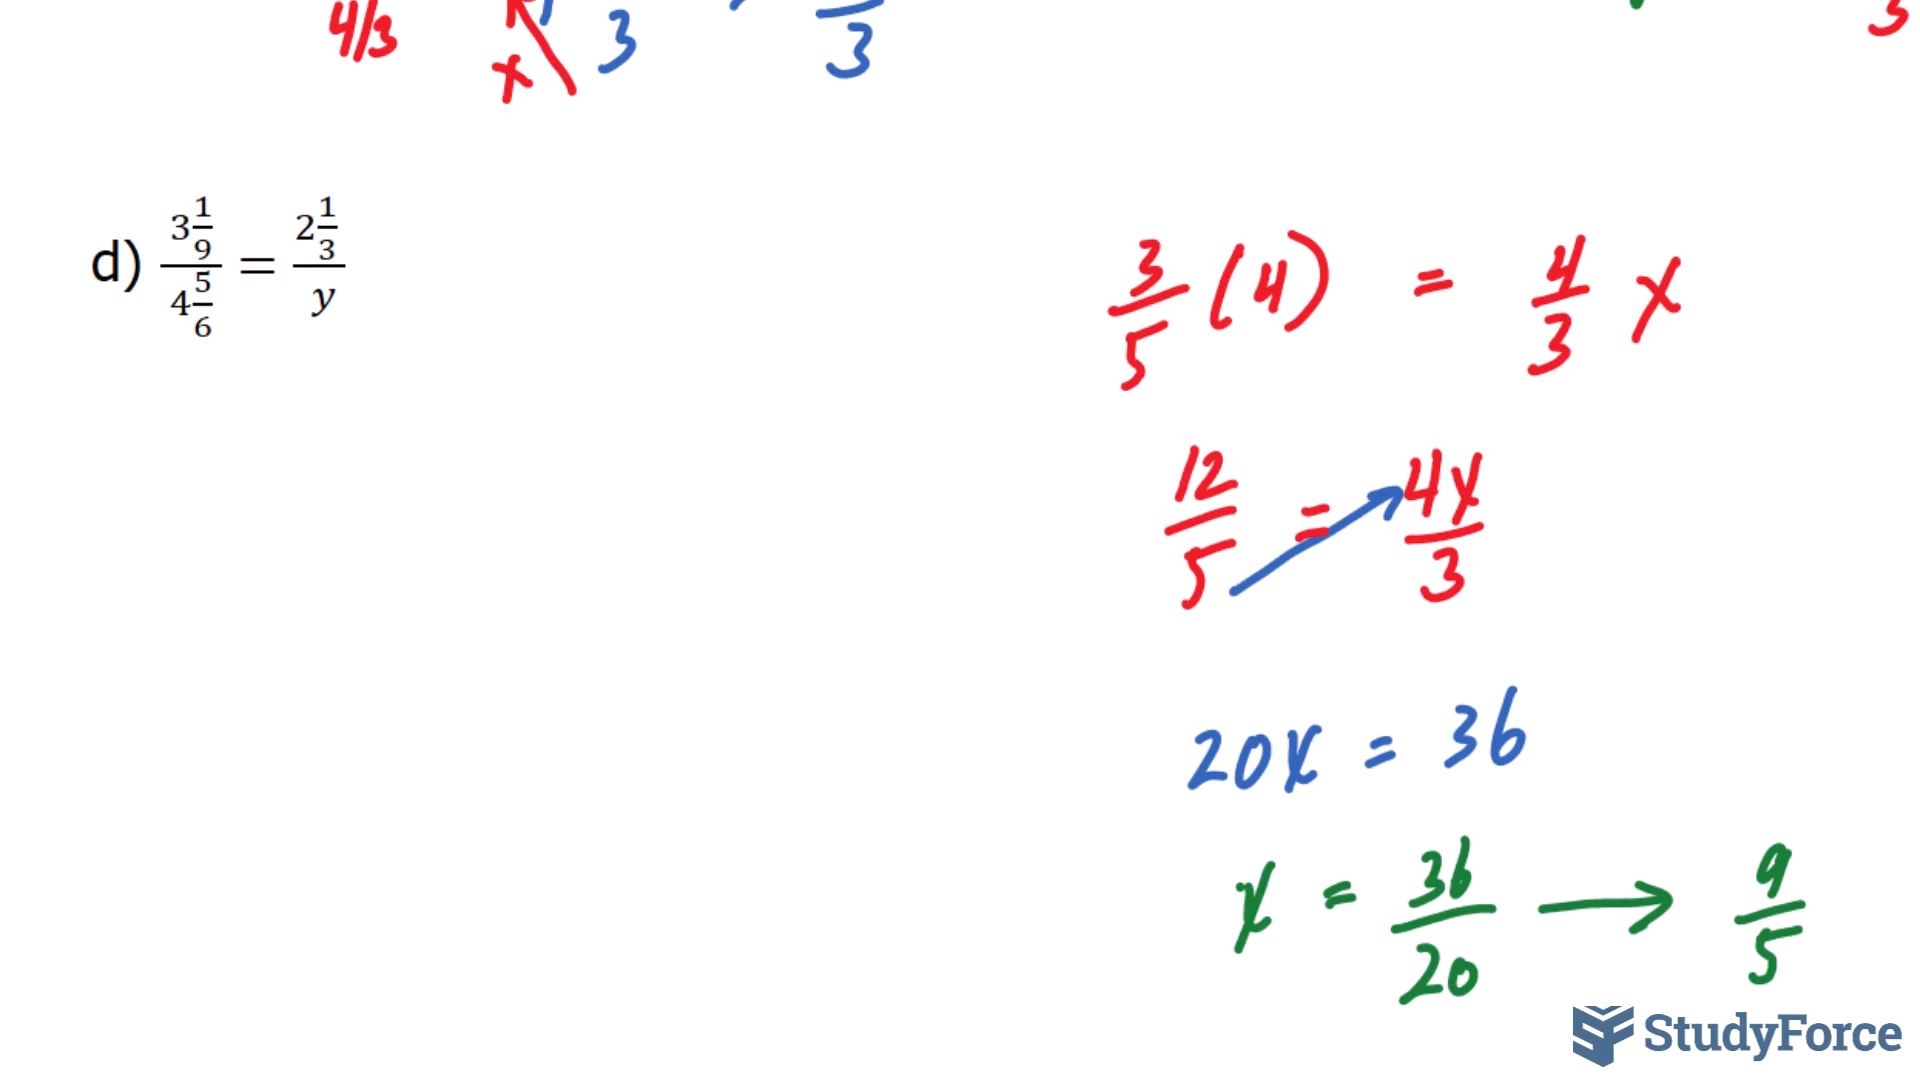 4/3 x 3 3 3
d) 3 1/9 / 4 5/6 = 2 1/3 / y
3/5 (4) = 4/3 x
12/5 = 4x/3
20x = 36
x = 36/20 → 9/5
StudyForce